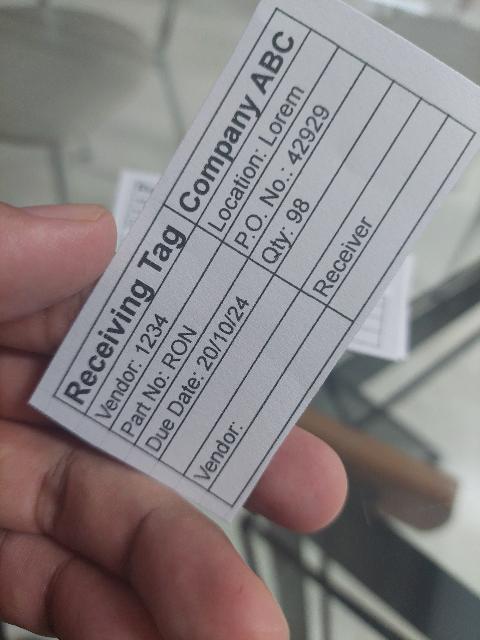 Receiving Tag Company ABC
Vendor: 1234 Location: Lorem
Part No: RON P.O. No.: 42929
Due Date: 20/10/24 Qty: 98
Vendor: Receiver